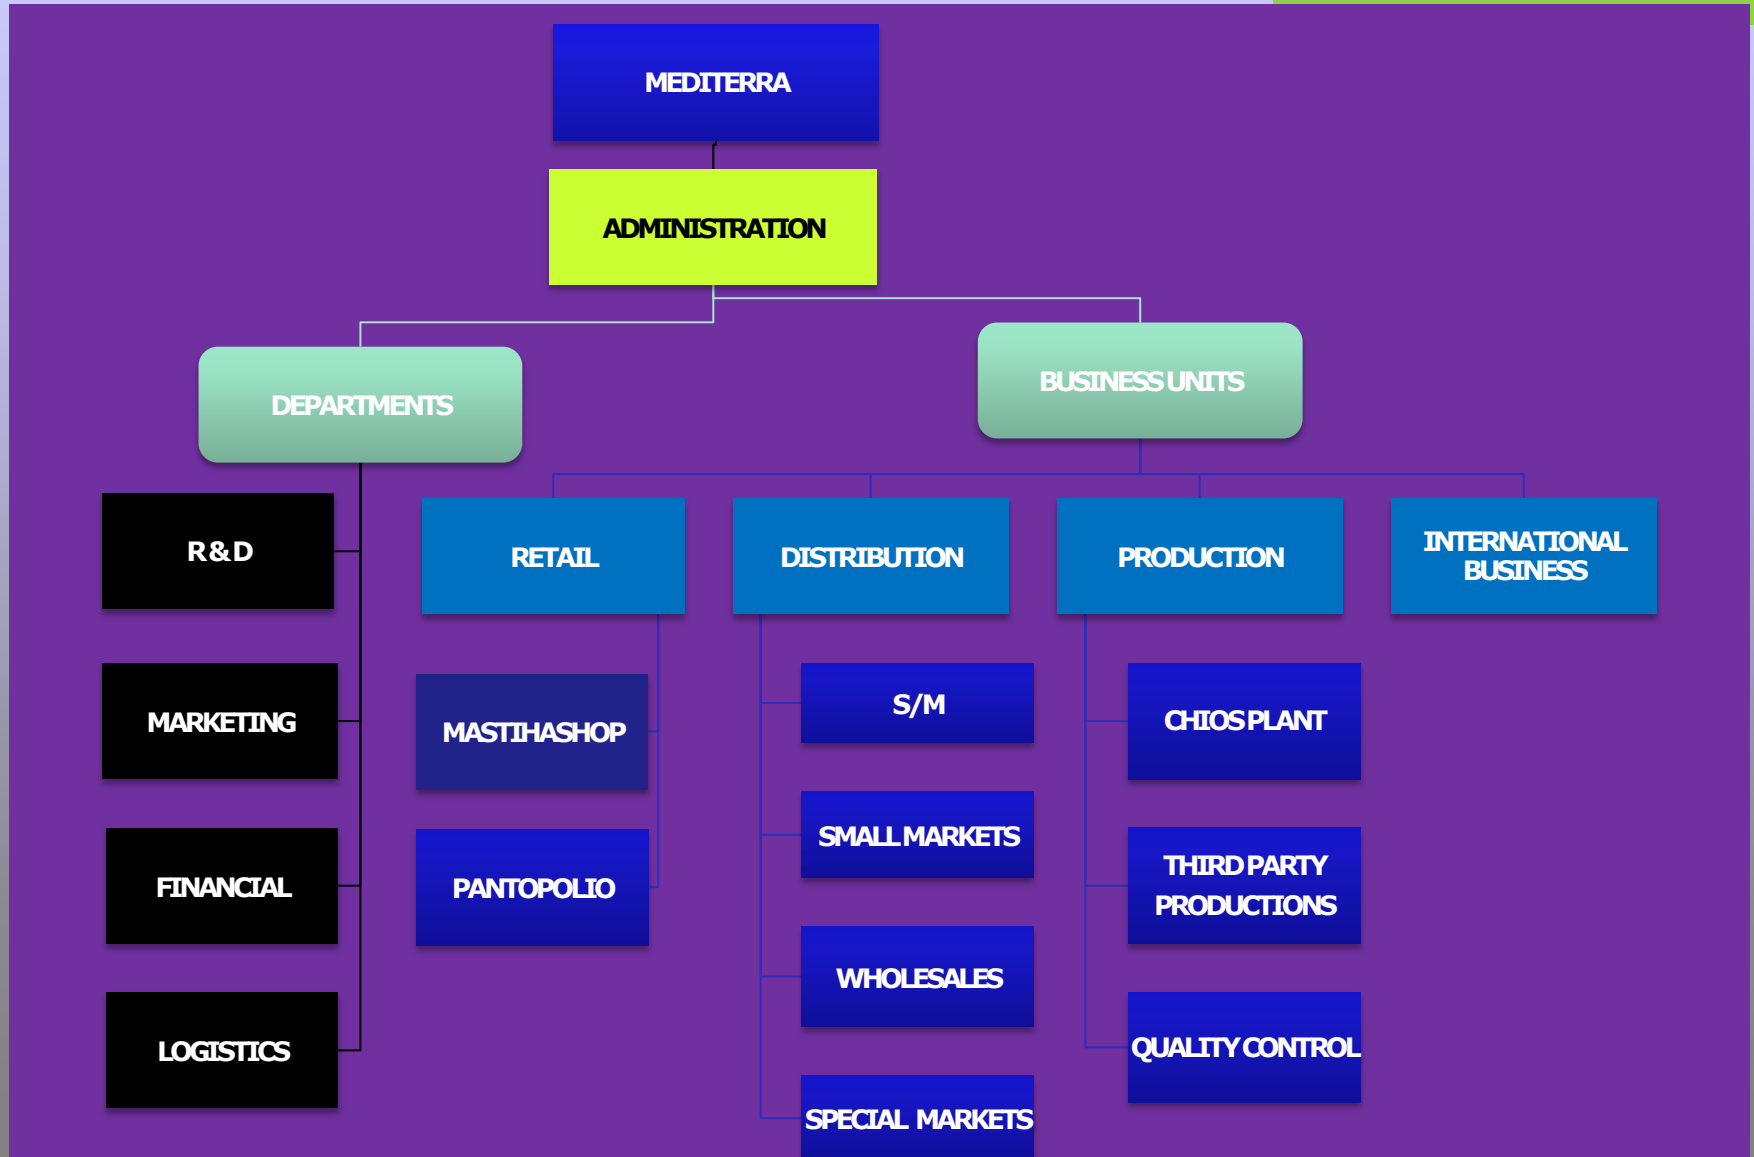 MEDITERRA
ADMINISTRATION
DEPARTMENTS
BUSINESS UNITS
R&D
RETAIL
DISTRIBUTION
PRODUCTION
INTERNATIONAL
BUSINESS
MARKETING
MASTIHASHOP
S/M
CHIOS PLANT
FINANCIAL
PANTOPOLIO
SMALL MARKETS
THIRD PARTY
PRODUCTIONS
WHOLESALES
LOGISTICS
QUALITY CONTROL
SPECIAL MARKETS